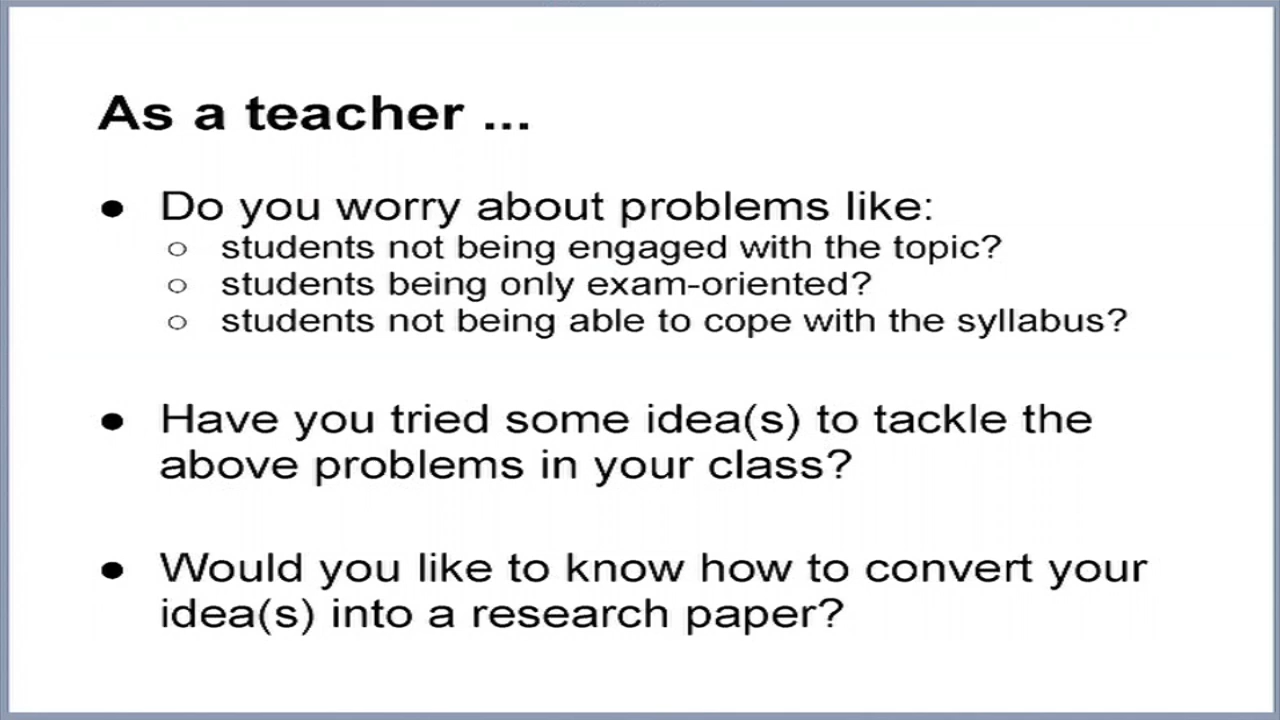 As a teacher ...
● Do you worry about problems like:
○ students not being engaged with the topic?
○ students being only exam-oriented?
○ students not being able to cope with the syllabus?
● Have you tried some idea(s) to tackle the
above problems in your class?
● Would you like to know how to convert your
idea(s) into a research paper?